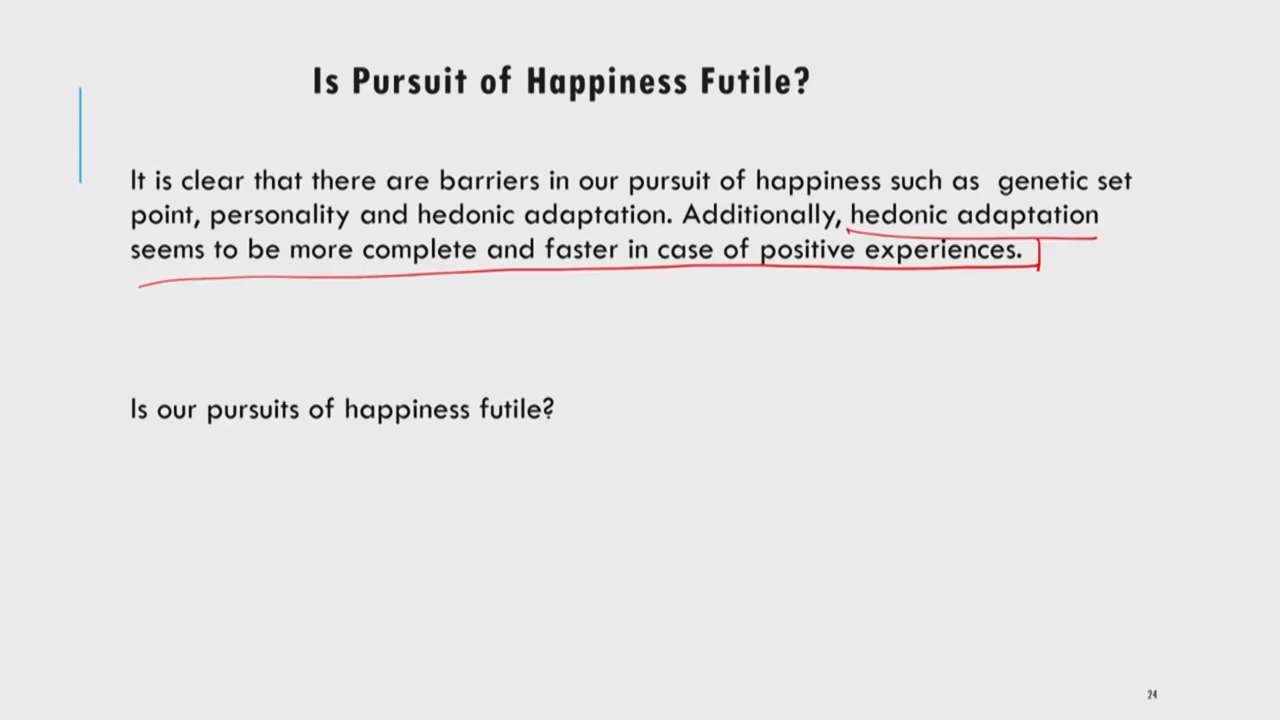 Is Pursuit of Happiness Futile?
It is clear that there are barriers in our pursuit of happiness such as genetic set
point, personality and hedonic adaptation. Additionally, hedonic adaptation
seems to be more complete and faster in case of positive experiences.
Is our pursuits of happiness futile?
24